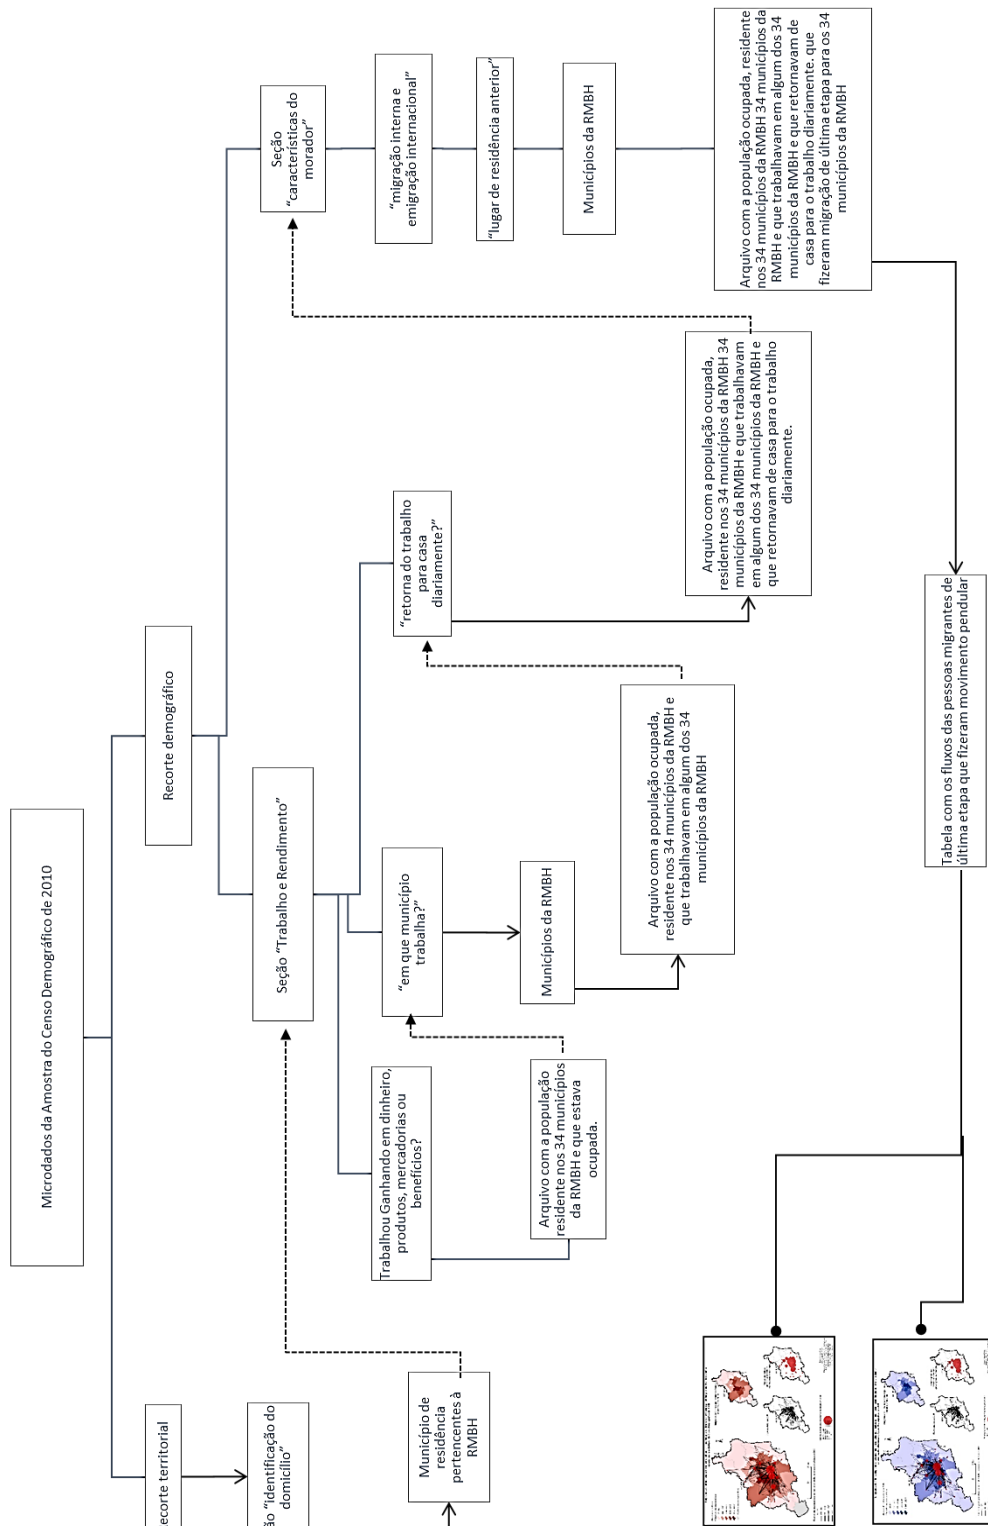 Microdados da Amostra do Censo Demográfico de 2010
ecorte territorial
ão "identificação do
domicílio"
Município de
residência
pertencentes à
RMBH
Recorte demográfico
Seção "Trabalho e Rendimento"
Trabalhou Ganhando em dinheiro,
produtos, mercadorias ou
benefícios?
Arquivo com a população
residente nos 34 municípios
da RMBH e que estava
ocupada.
"em que município
trabalha?"
Municípios da RMBH
Arquivo com a população ocupada,
residente nos 34 municípios da RMBH e
que trabalhavam em algum dos 34
municípios da RMBH
"retorna do trabalho
para casa
diariamente?"
Arquivo com a população ocupada,
residente nos 34 municípios da RMBH 34
municípios da RMBH e que trabalhavam
em algum dos 34 municípios da RMBH e
que retornavam de casa para o trabalho
diariamente.
Seção
"características do
morador"
"migração interna e
emigração internacional"
"lugar de residência anterior"
Municípios da RMBH
Arquivo com a população ocupada, residente
nos 34 municípios da RMBH 34 municípios da
RMBH e que trabalhavam em algum dos 34
municípios da RMBH e que retornavam de
casa para o trabalho diariamente. que
fizeram migração de última etapa para os 34
municípios da RMBH
Tabela com os fluxos das pessoas migrantes de
última etapa que fizeram movimento pendular